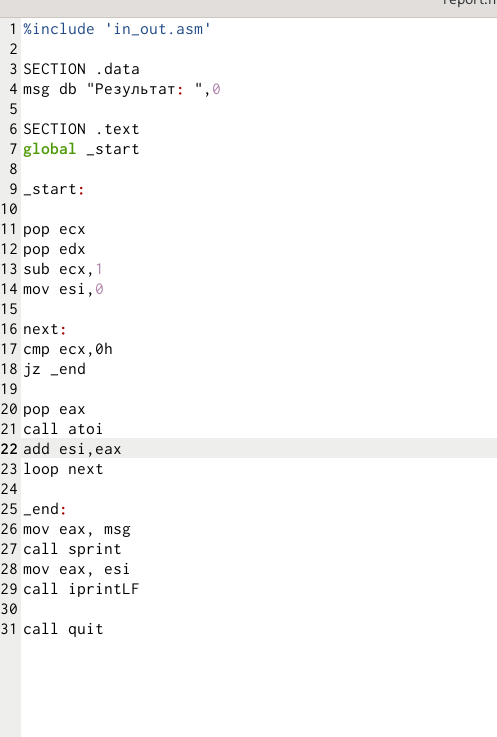 report.m
1 %include 'in_out.asm'
2
3 SECTION .data
4 msg db "Результат: ",0
5
6 SECTION .text
7 global _start
8
9 _start:
10
11 pop ecx
12 pop edx
13 sub ecx,1
14 mov esi,0
15
16 next:
17 cmp ecx,0h
18 jz _end
19
20 pop eax
21 call atoi
22 add esi,eax
23 loop next
24
25 _end:
26 mov eax, msg
27 call sprint
28 mov eax, esi
29 call iprintLF
30
31 call quit